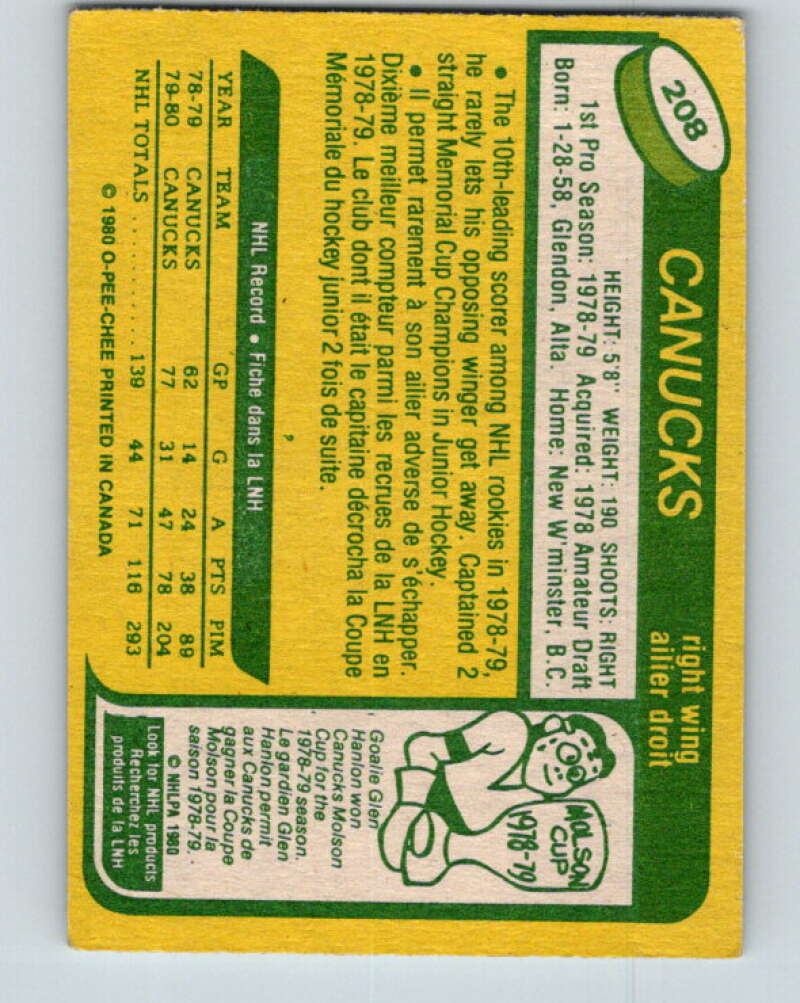 208
CANUCKS
right wing
ailier droit
HEIGHT: 5'8" WEIGHT: 190 SHOOTS: RIGHT
1st Pro Season: 1978-79 Acquired: 1978 Amateur Draft
Born: 1-28-58, Glendon, Alta. Home: New W'minster, B.C.
• The 10th-leading scorer among NHL rookies in 1978-79,
he rarely lets his opposing winger get away. Captained 2
straight Memorial Cup Champions in Junior Hockey.
• Il permet rarement à son ailier adverse de s'échapper.
Dixième meilleur compteur parmi les recrues de la LNH en
1978-79. Le club dont il était le capitaine décrocha la Coupe
Mémoriale du hockey junior 2 fois de suite.
NHL Record • Fiche dans la LNH
YEAR TEAM GP G A PTS PIM
78-79 CANUCKS 62 14 24 38 89
79-80 CANUCKS 77 31 47 78 204
NHL TOTALS .......... 139 44 71 116 293
© 1980 O-PEE-CHEE PRINTED IN CANADA
MOLSON
CUP
1978-79
Goalie Glen
Hanlon won
Canucks Molson
Cup for the
1978-79 season.
Le gardien Glen
Hanlon permit
aux Canucks de
gagner la Coupe
Molson pour la
saison 1978-79.
© NHLPA 1980
Look for NHL products
Recherchez les
produits de la LNH